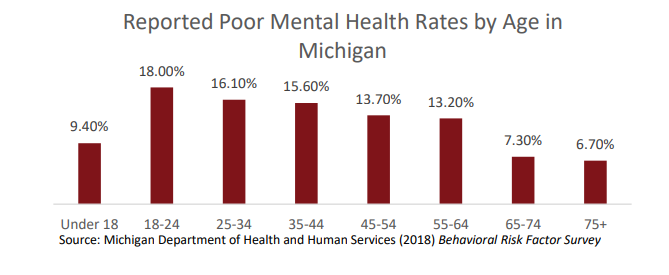 Reported Poor Mental Health Rates by Age in
Michigan
18.00%
16.10%
15.60%
13.70%
13.20%
9.40%
7.30%
6.70%
Under 18 18-24 25-34 35-44 45-54 55-64 65-74 75+
Source: Michigan Department of Health and Human Services (2018) Behavioral Risk Factor Survey